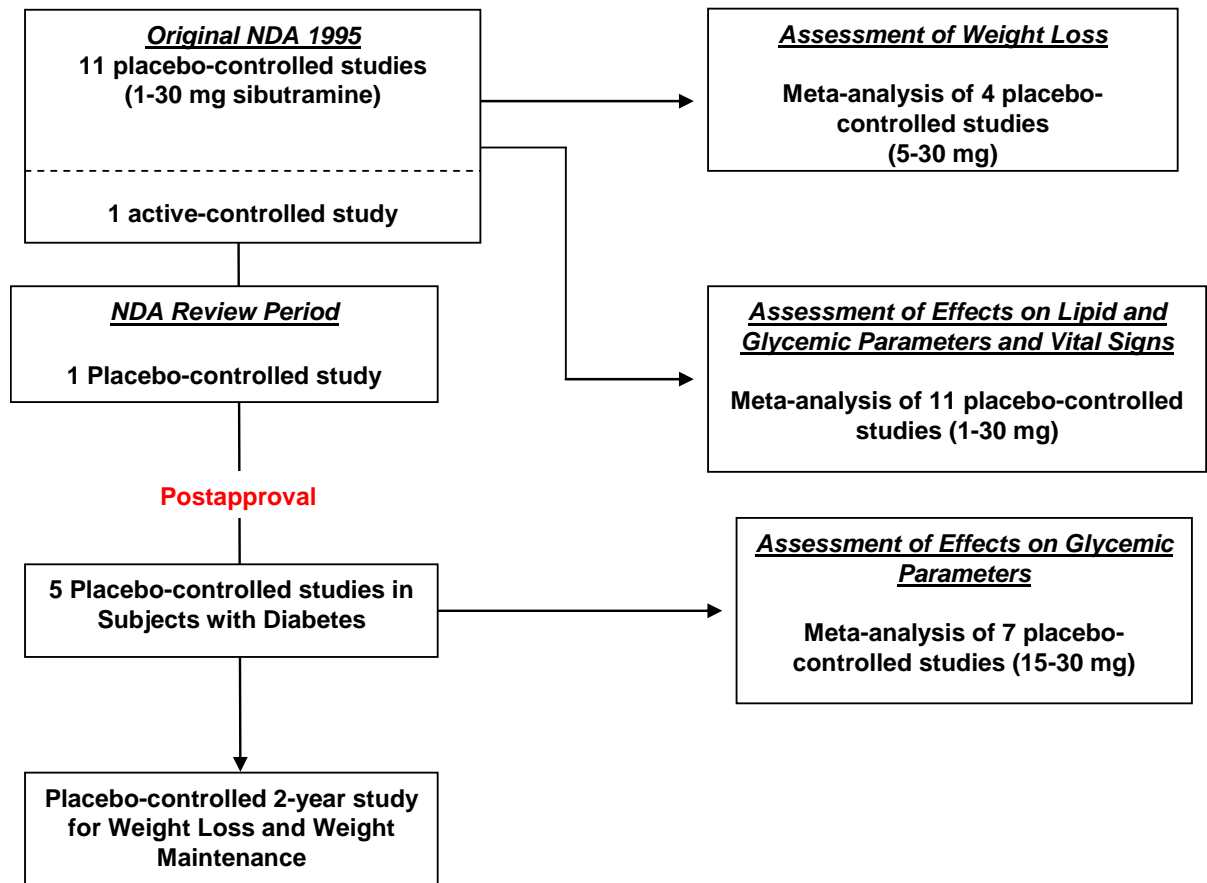 Original NDA 1995
11 placebo-controlled studies
(1-30 mg sibutramine)
1 active-controlled study
Assessment of Weight Loss
Meta-analysis of 4 placebo-
controlled studies
(5-30 mg)
NDA Review Period
1 Placebo-controlled study
Assessment of Effects on Lipid and
Glycemic Parameters and Vital Signs
Meta-analysis of 11 placebo-controlled
studies (1-30 mg)
Postapproval
5 Placebo-controlled studies in
Subjects with Diabetes
Assessment of Effects on Glycemic
Parameters
Meta-analysis of 7 placebo-
controlled studies (15-30 mg)
Placebo-controlled 2-year study
for Weight Loss and Weight
Maintenance